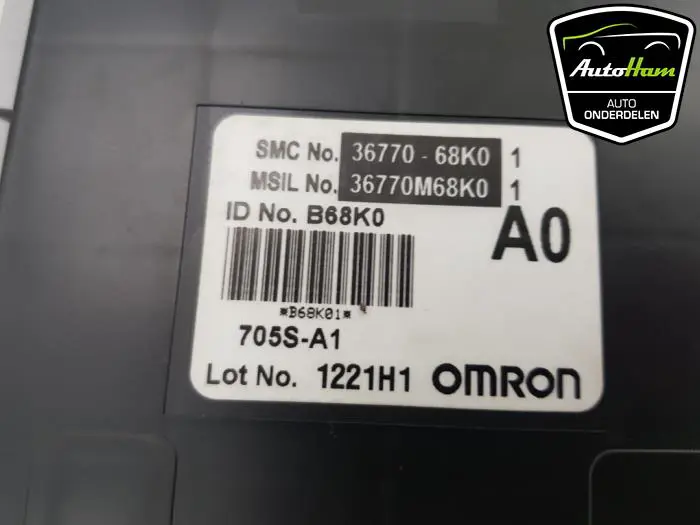 AutoHam
AUTO
ONDERDELEN
SMC No. 36770 - 68K0 1
MSIL No. 36770M68K0 1
ID No. B68K0
A0
*B68K01*
705S-A1
Lot No. 1221H1 OMRON